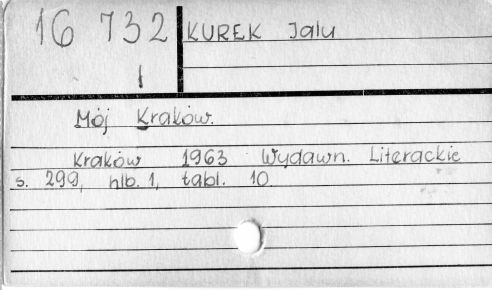 16 732
I
KUREK Jalu
Mój Kraków.
Kraków 1963 Wydawn. Literackie
s. 299, nlb. 1, tabl. 10